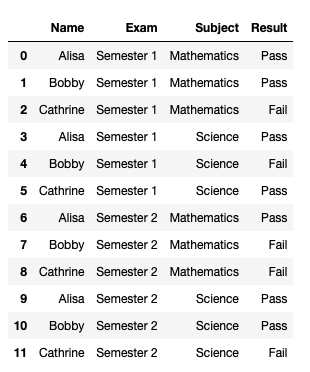 Name Exam Subject Result
0 Alisa Semester 1 Mathematics Pass
1 Bobby Semester 1 Mathematics Pass
2 Cathrine Semester 1 Mathematics Fail
3 Alisa Semester 1 Science Pass
4 Bobby Semester 1 Science Fail
5 Cathrine Semester 1 Science Pass
6 Alisa Semester 2 Mathematics Pass
7 Bobby Semester 2 Mathematics Fail
8 Cathrine Semester 2 Mathematics Fail
9 Alisa Semester 2 Science Pass
10 Bobby Semester 2 Science Pass
11 Cathrine Semester 2 Science Fail